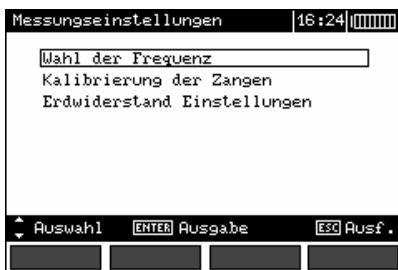 Messungseinstellungen 16:24
Wahl der Frequenz
Kalibrierung der Zangen
Erdwiderstand Einstellungen
Auswahl ENTER Ausgabe ESC Ausf.